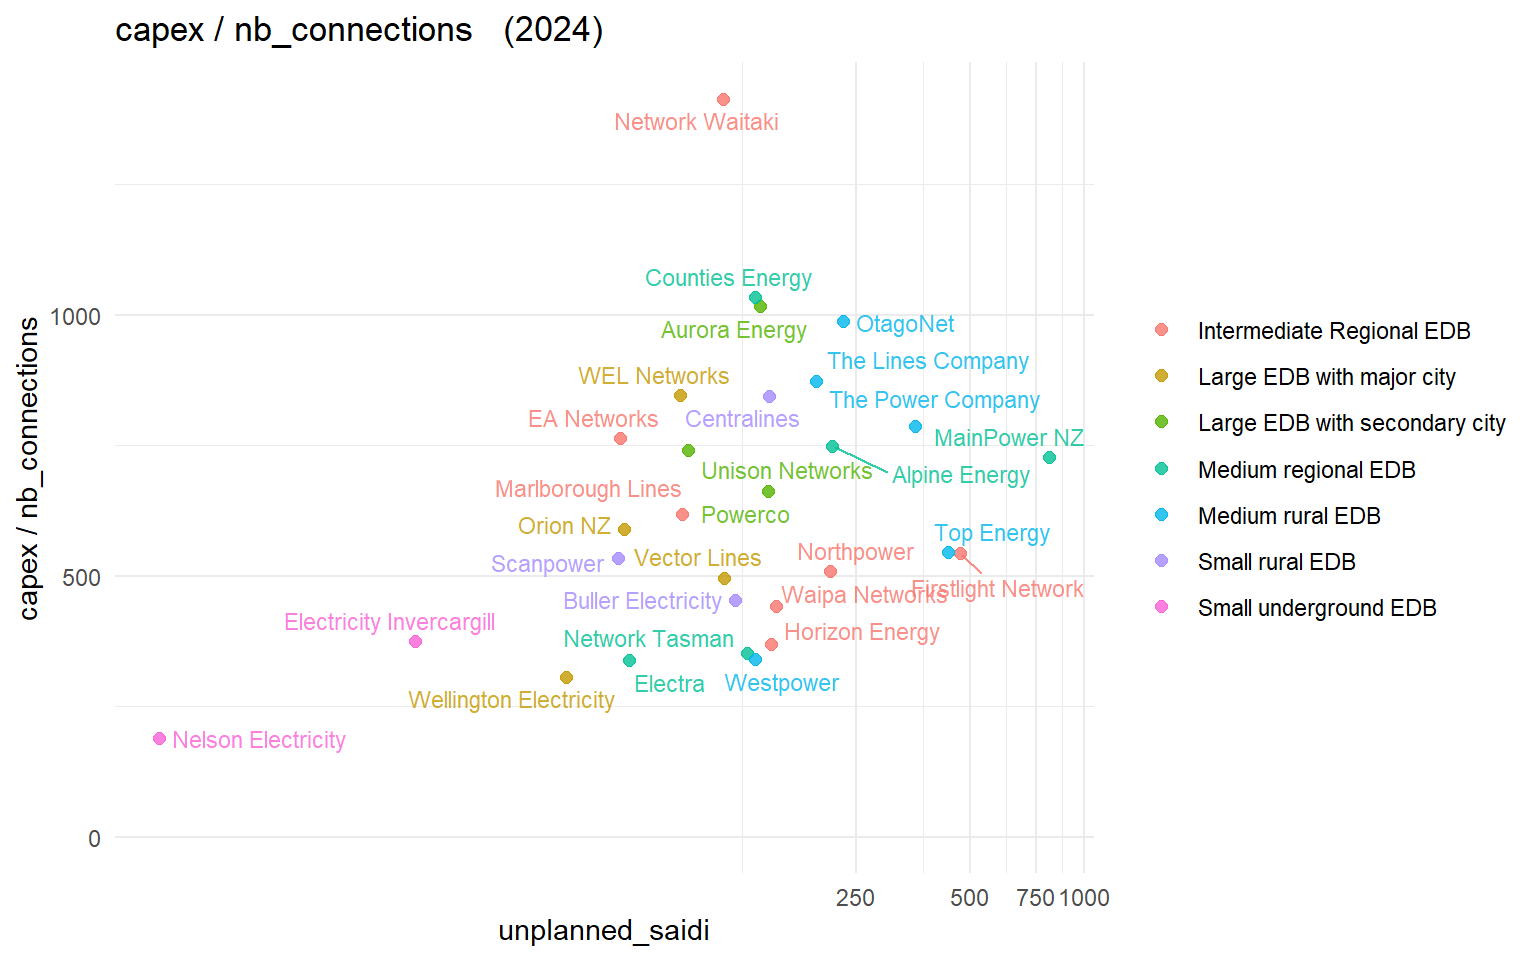 capex / nb_connections (2024)
Network Waitaki
Counties Energy
Aurora Energy
OtagoNet
The Lines Company
WEL Networks
The Power Company
EA Networks
Centralines
MainPower NZ
Unison Networks
Alpine Energy
Marlborough Lines
Powerco
Orion NZ
Top Energy
Scanpower
Vector Lines
Northpower
Firstlight Network
Waipa Networks
Buller Electricity
Electricity Invercargill
Horizon Energy
Network Tasman
Electra
Westpower
Wellington Electricity
Nelson Electricity
1000
500
0
capex / nb_connections
250
500
750
1000
unplanned_saidi
Intermediate Regional EDB
Large EDB with major city
Large EDB with secondary city
Medium regional EDB
Medium rural EDB
Small rural EDB
Small underground EDB